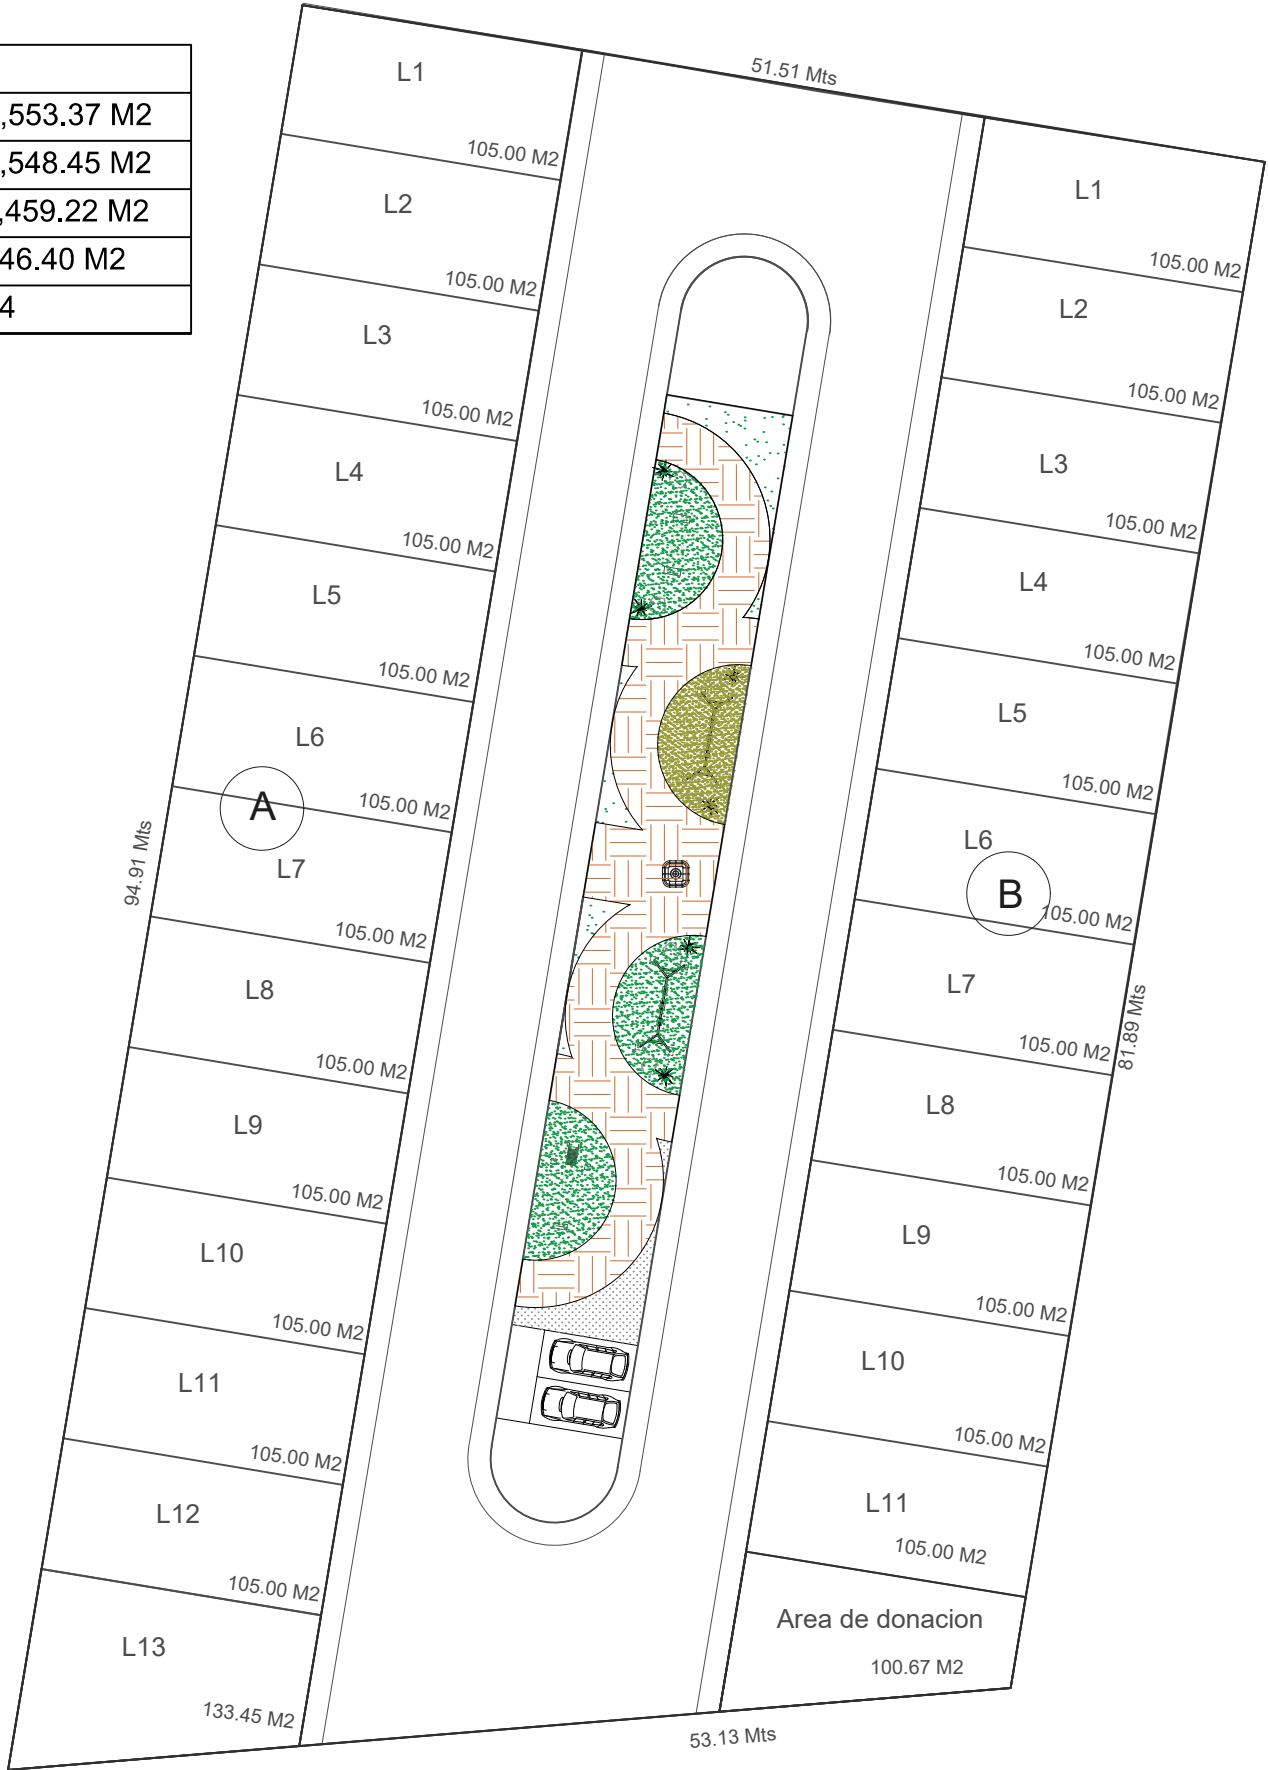 ,553.37 M2
,548.45 M2
,459.22 M2
46.40 M2
4
51.51 Mts
L1
105.00 M2
L2
105.00 M2
L3
105.00 M2
L4
105.00 M2
L5
105.00 M2
L6
105.00 M2
A
L7
105.00 M2
94.91 Mts
L8
105.00 M2
L9
105.00 M2
L10
105.00 M2
L11
105.00 M2
L12
105.00 M2
L13
133.45 M2
L1
105.00 M2
L2
105.00 M2
L3
105.00 M2
L4
105.00 M2
L5
105.00 M2
L6
B
105.00 M2
L7
105.00 M2
81.89 Mts
L8
105.00 M2
L9
105.00 M2
L10
105.00 M2
L11
105.00 M2
Area de donacion
100.67 M2
53.13 Mts